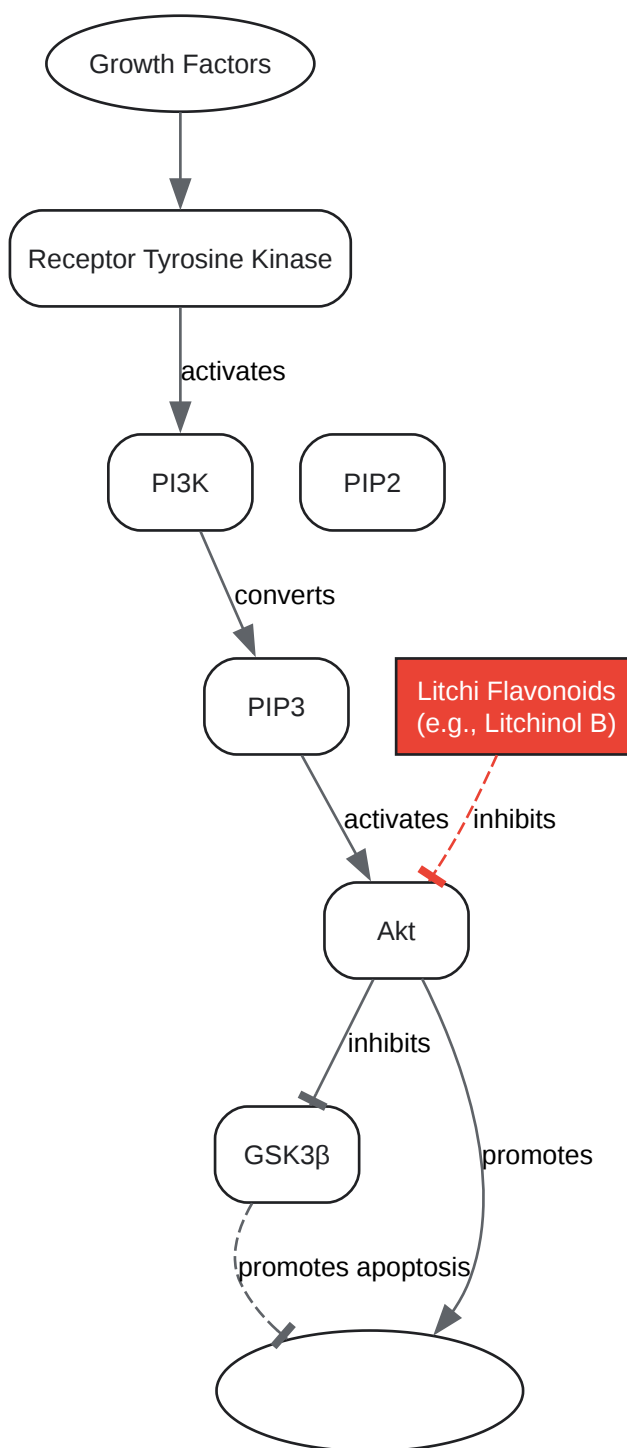 Growth Factors
Receptor Tyrosine Kinase
activates
PI3K
PIP2
converts
PIP3
Litchi Flavonoids
(e.g., Litchinol B)
activates
inhibits
Akt
inhibits
GSK3β
promotes
promotes apoptosis